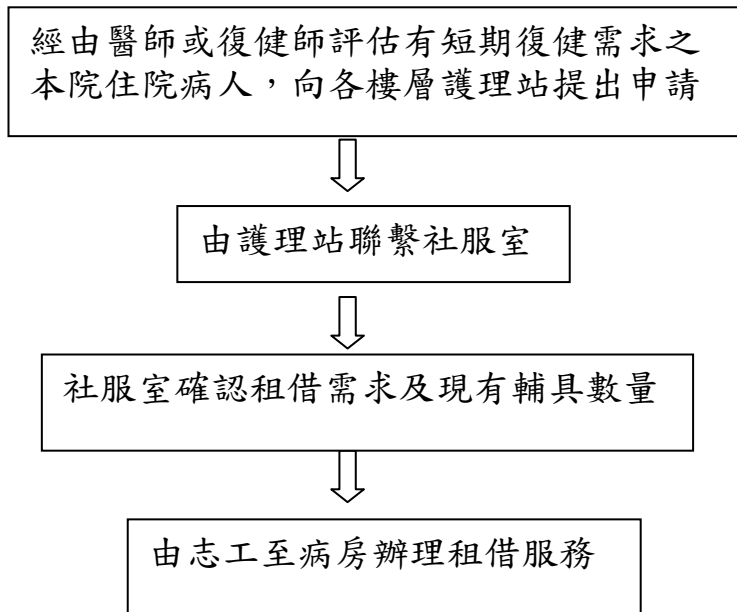 經由醫師或復健師評估有短期復健需求之
本院住院病人，向各樓層護理站提出申請
由護理站聯繫社服室
社服室確認租借需求及現有輔具數量
由志工至病房辦理租借服務